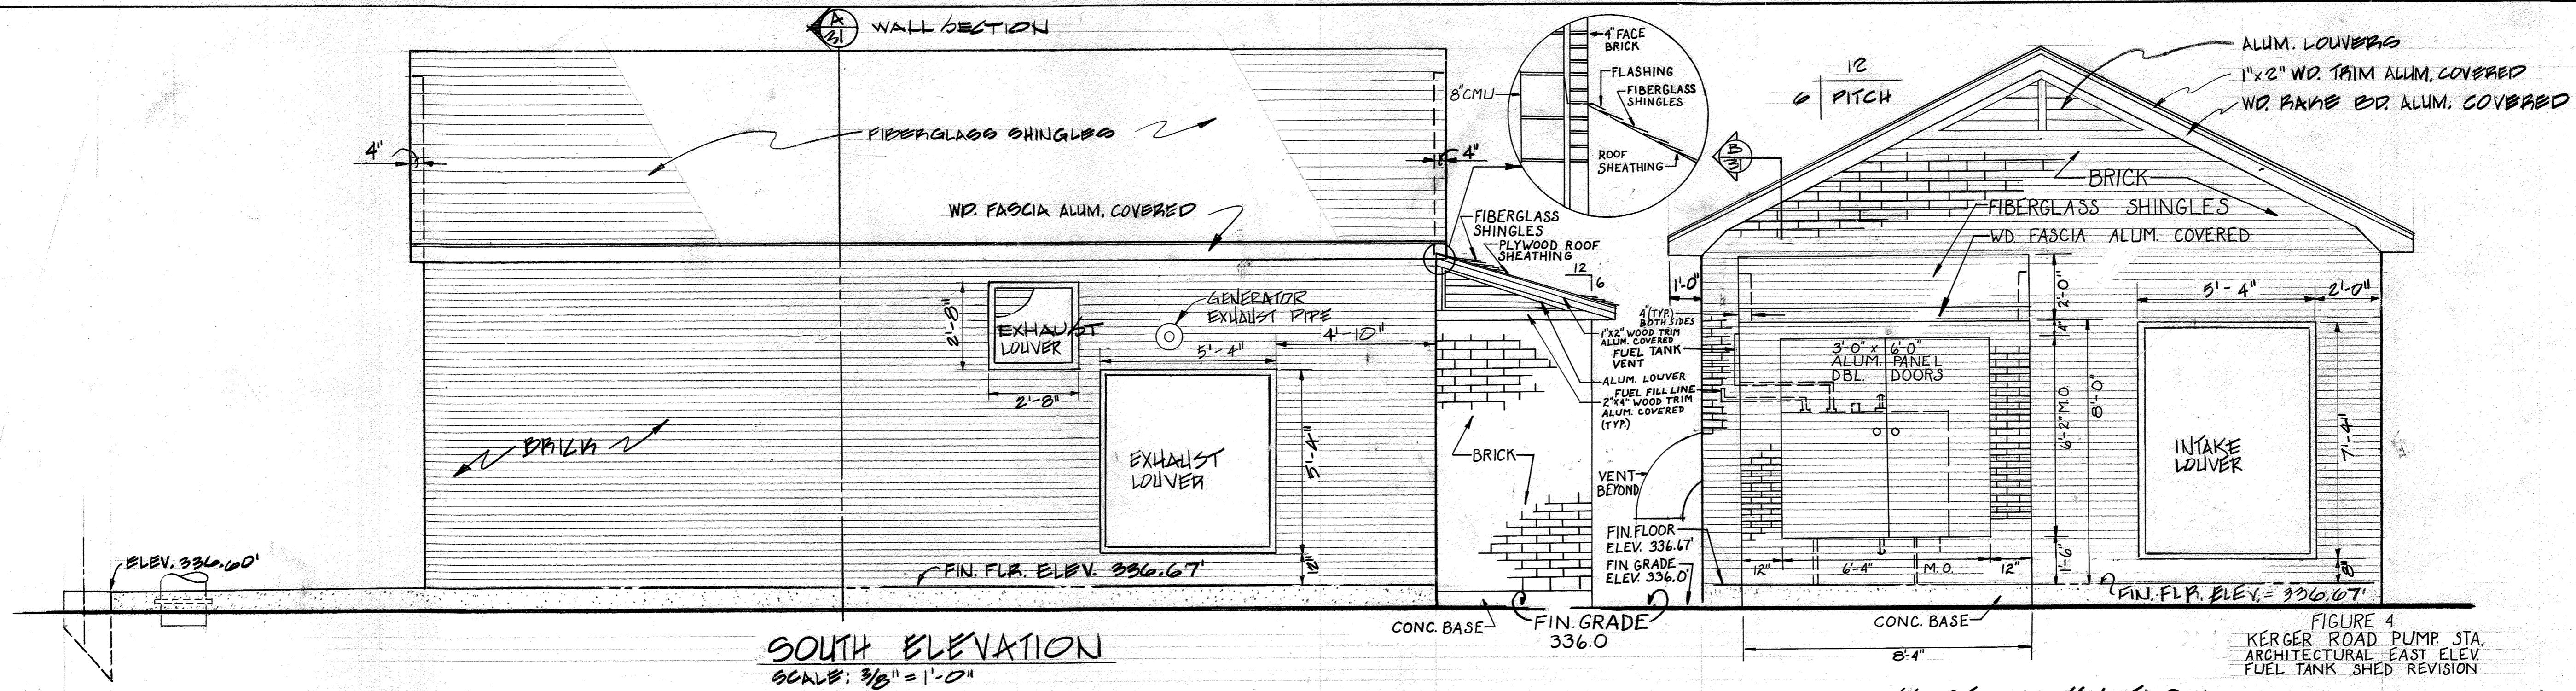 A
31
WALL SECTION
FIBERGLASS SHINGLES
4"
4"
WD. FASCIA ALUM. COVERED
2'-8"
EXHAUST
LOUVER
2'-8"
GENERATOR
EXHAUST PIPE
4'-10"
5'-4"
EXHAUST
LOUVER
5'-4"
12"
BRICK
ELEV. 336.60'
FIN. FLR. ELEV. 336.67'
SOUTH ELEVATION
SCALE: 3/8" = 1'-0"
4" FACE
BRICK
FLASHING
FIBERGLASS
SHINGLES
8" CMU
ROOF
SHEATHING
FIBERGLASS
SHINGLES
PLYWOOD ROOF
SHEATHING
12
6
BRICK
CONC. BASE
FIN. GRADE
336.0
12
6 PITCH
B
31
ALUM. LOUVERS
1"x2" WD. TRIM ALUM. COVERED
WD. RAKE BD. ALUM. COVERED
BRICK
FIBERGLASS SHINGLES
WD. FASCIA ALUM. COVERED
1'-0"
4" (TYP.)
BOTH SIDES
1"X2" WOOD TRIM
ALUM. COVERED
FUEL TANK
VENT
ALUM. LOUVER
FUEL FILL LINE
2"X4" WOOD TRIM
ALUM. COVERED
(TYP.)
VENT
BEYOND
FIN. FLOOR
ELEV. 336.67'
FIN GRADE
ELEV. 336.0'
3'-0" x 6'-0"
ALUM. PANEL
DBL. DOORS
2'-0"
4"
6'-2" M.O.
8'-0"
1'-6"
12"
6'-4" M.O.
12"
8'-4"
CONC. BASE
5'-4"
2'-0"
INTAKE
LOUVER
7'-4"
8"
FIN. FLR. ELEV. = 336.67'
FIGURE 4
KERGER ROAD PUMP. STA.
ARCHITECTURAL EAST ELEV.
FUEL TANK SHED REVISION